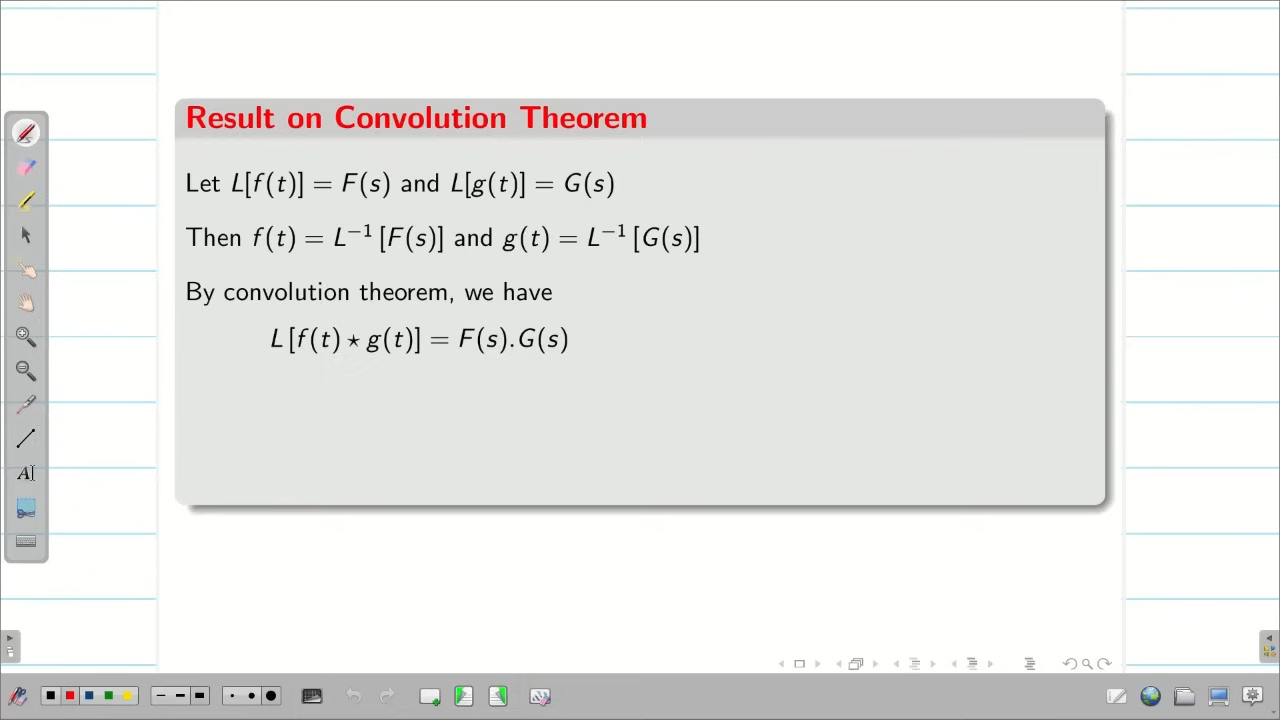 Result on Convolution Theorem
Let L[f(t)] = F(s) and L[g(t)] = G(s)
Then f(t) = L⁻¹ [F(s)] and g(t) = L⁻¹ [G(s)]
By convolution theorem, we have
L [f(t) ⋆ g(t)] = F(s).G(s)
A